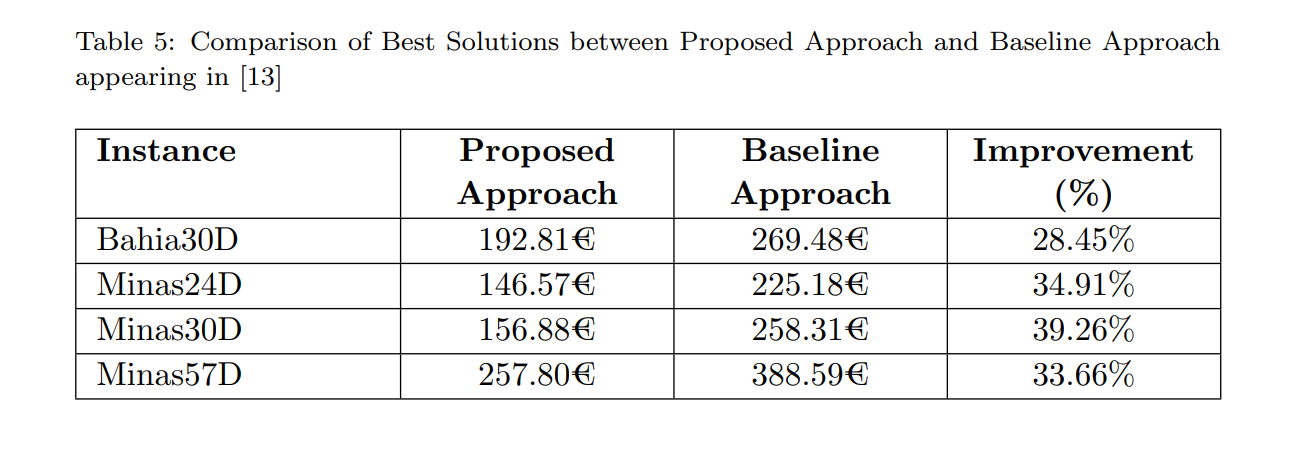 Table 5: Comparison of Best Solutions between Proposed Approach and Baseline Approach
appearing in [13]
Instance Proposed Approach Baseline Approach Improvement (%)
Bahia30D 192.81€ 269.48€ 28.45%
Minas24D 146.57€ 225.18€ 34.91%
Minas30D 156.88€ 258.31€ 39.26%
Minas57D 257.80€ 388.59€ 33.66%